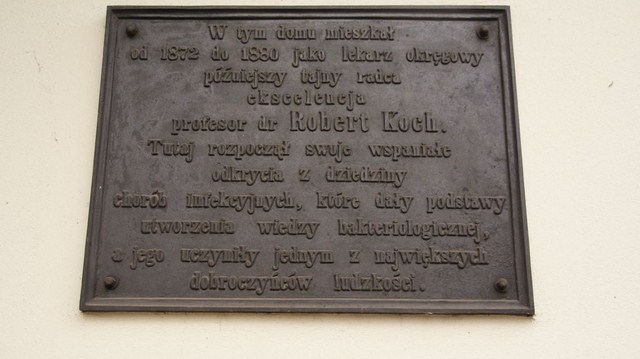 W tym domu mieszkał
od 1872 do 1880 jako lekarz okręgowy
późniejszy tajny radca
ekscelencja
profesor dr Robert Koch.
Tutaj rozpoczął swoje wspaniałe
odkrycia z dziedziny
chorób infekcyjnych, które dały podstawy
utworzenia wiedzy bakteriologicznej,
a jego uczyniły jednym z największych
dobroczyńców ludzkości.